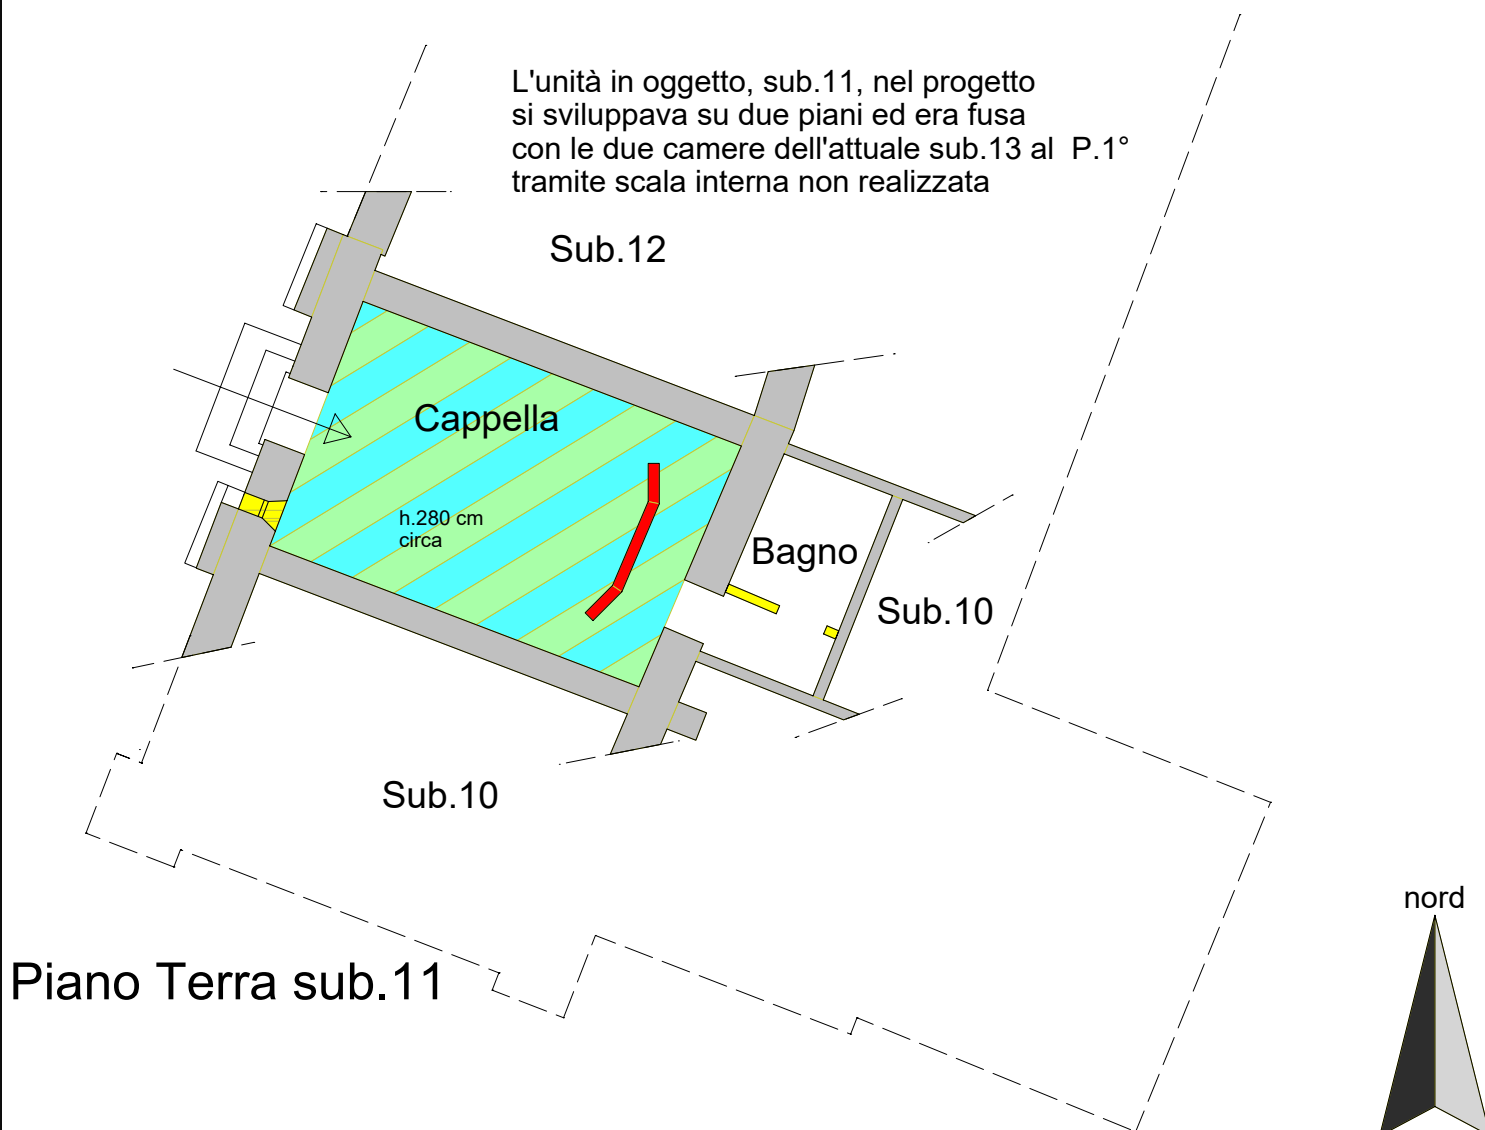 L'unità in oggetto, sub.11, nel progetto
si sviluppava su due piani ed era fusa
con le due camere dell'attuale sub.13 al  P.1°
tramite scala interna non realizzata
Sub.12
Cappella
h.280 cm
circa
Bagno
Sub.10
Sub.10
nord
Piano Terra sub.11